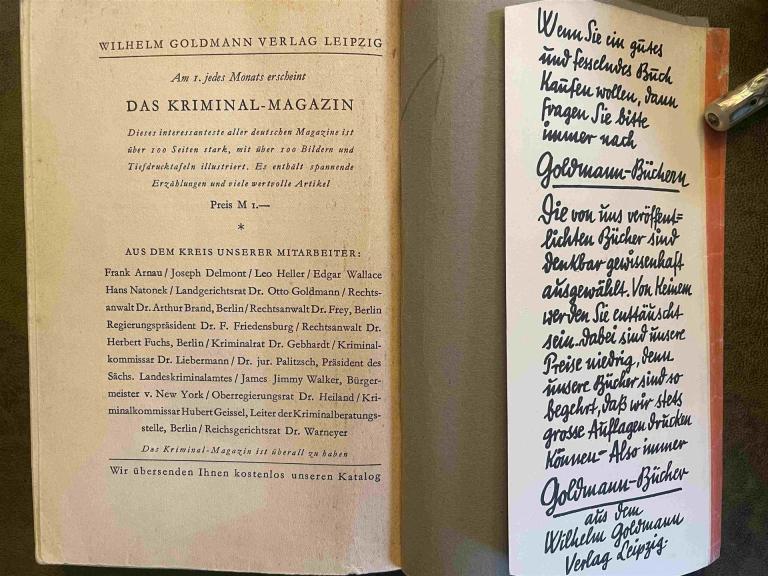 WILHELM GOLDMANN VERLAG LEIPZIG
Am 1. jedes Monats erscheint
DAS KRIMINAL-MAGAZIN
Dieses interessanteste aller deutschen Magazine ist
über 100 Seiten stark, mit über 100 Bildern und
Tiefdrucktafeln illustriert. Es enthält spannende
Erzählungen und viele wertvolle Artikel
Preis M 1.—
*
AUS DEM KREIS UNSERER MITARBEITER:
Frank Arnau / Joseph Delmont / Leo Heller / Edgar Wallace
Hans Natonek / Landgerichtsrat Dr. Otto Goldmann / Rechts-
anwalt Dr. Arthur Brand, Berlin / Rechtsanwalt Dr. Frey, Berlin
Regierungspräsident Dr. F. Friedensburg / Rechtsanwalt Dr.
Herbert Fuchs, Berlin / Kriminalrat Dr. Gebhardt / Kriminal-
kommissar Dr. Liebermann / Dr. jur. Palitzsch, Präsident des
Sächs. Landeskriminalamtes / James Jimmy Walker, Bürger-
meister v. New York / Oberregierungsrat Dr. Heiland / Kri-
minalkommissar Hubert Geissel, Leiter der Kriminalberatungs-
stelle, Berlin / Reichsgerichtsrat Dr. Warneyer
Das Kriminal-Magazin ist überall zu haben
Wir übersenden Ihnen kostenlos unseren Katalog
Wenn Sie ein gutes
und fesselndes Buch
kaufen wollen, dann
fragen Sie bitte
immer nach
Goldmann-Büchern
Die von uns veröffent=
lichten Bücher sind
denkbar gewissenhaft
ausgewählt. Von keinem
werden Sie enttäuscht
sein. Dabei sind unsere
Preise niedrig, denn
unsere Bücher sind so
begehrt, daß wir stets
grosse Auflagen drucken
können- Also immer
Goldmann-Bücher
aus dem
Wilhelm Goldmann
Verlag Leipzig.